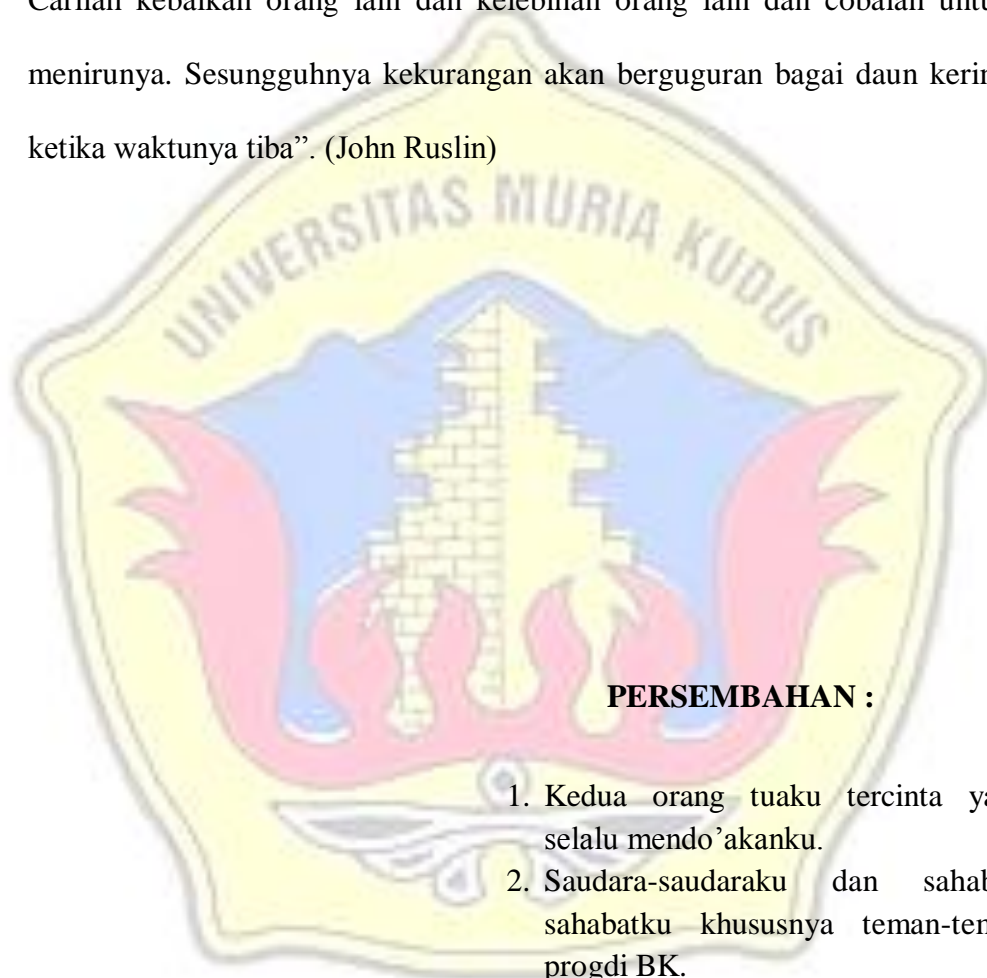 menirunya. Sesungguhnya kekurangan akan berguguran bagai daun
ketika waktunya tiba”. (John Ruslin)
UNIVERSITAS MURIA KUDUS
PERSEMBAHAN :
1. Kedua orang tuaku tercinta
selalu mendo’akanku.
2. Saudara-saudaraku dan
sahabatku khususnya
progdi BK.